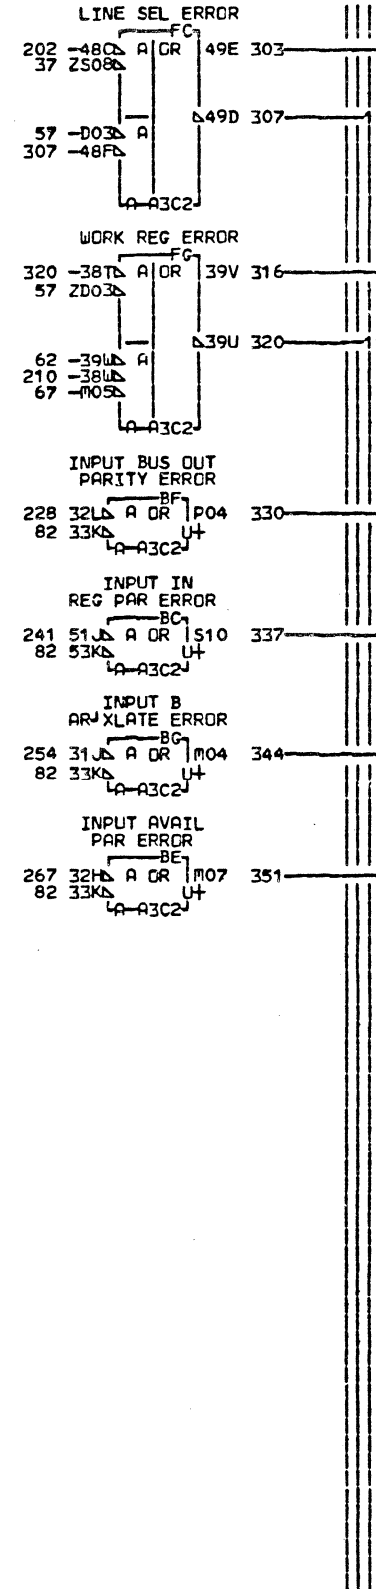 LINE SEL ERROR
FC
202 -48C A OR 49E 303
37 ZS08
49D 307
57 -D03 A
307 -48F
A-A3C2
WORK REG ERROR
FG
320 -38T A OR 39V 316
57 ZD03
39U 320
62 -39W A
210 -38W
67 -M05
A-A3C2
INPUT BUS OUT
PARITY ERROR
BF
228 32L A OR P04 330
82 33K U+
A-A3C2
INPUT IN
REG PAR ERROR
BC
241 51J A OR S10 337
82 53K U+
A-A3C2
INPUT B
ARJ XLATE ERROR
BG
254 31J A OR M04 344
82 33K U+
A-A3C2
INPUT AVAIL
PAR ERROR
BE
267 32H A OR M07 351
82 33K U+
A-A3C2